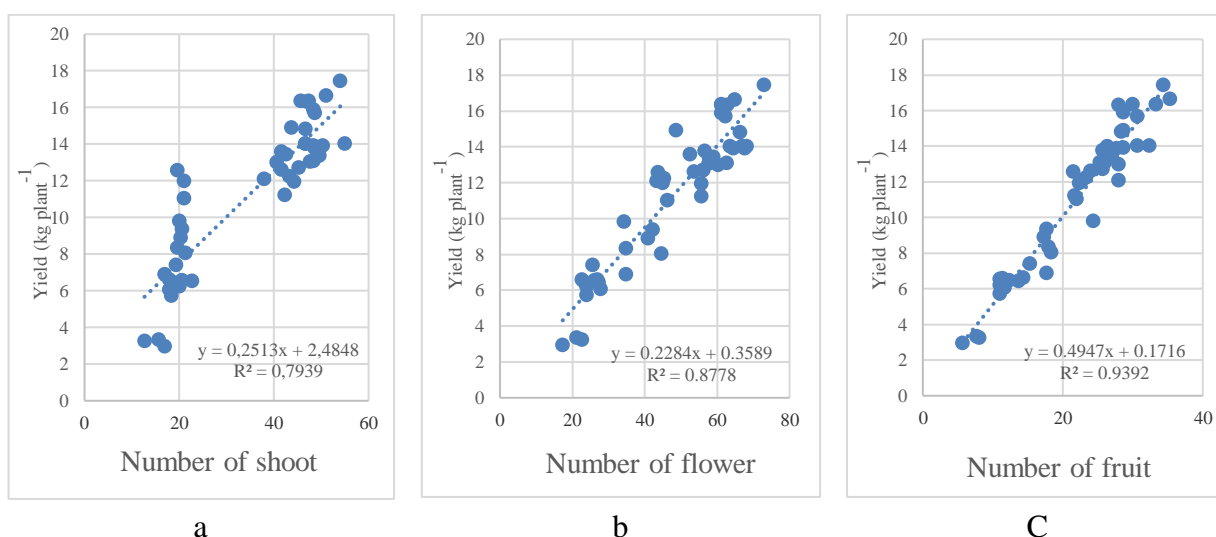 20
18
16
14
12
10
8
6
4
2
0
Yield (kg plant-1)
y = 0,2513x + 2,4848
R² = 0,7939
0 20 40 60
Number of shoot
a
20
18
16
14
12
10
8
6
4
2
0
Yield (kg plant-1)
y = 0.2284x + 0.3589
R² = 0.8778
0 20 40 60 80
Number of flower
b
20
18
16
14
12
10
8
6
4
2
0
Yield (kg plant-1)
y = 0.4947x + 0.1716
R² = 0.9392
0 20 40
Number of fruit
C